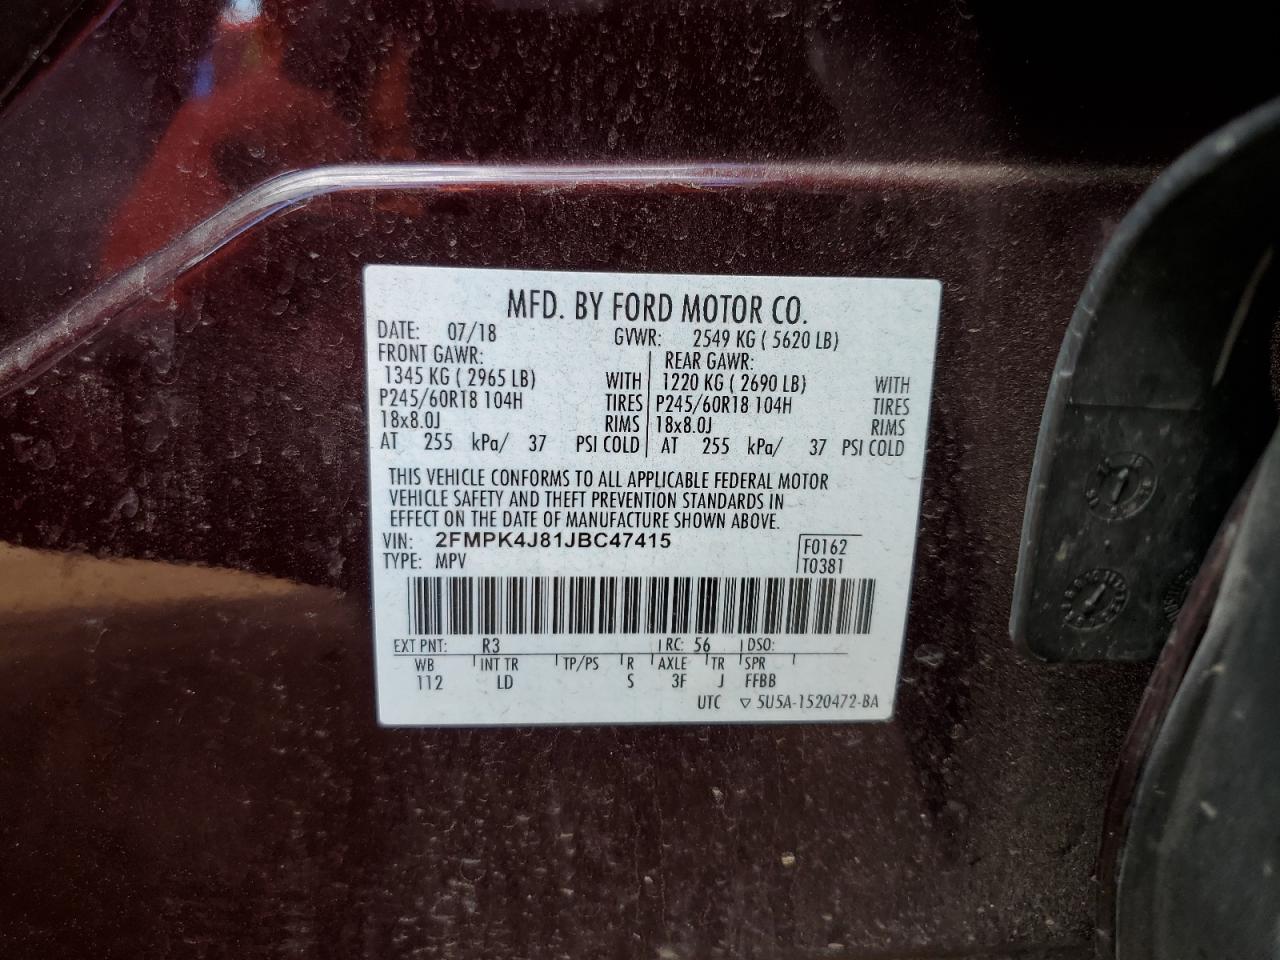 MFD. BY FORD MOTOR CO.
DATE: 07/18 GVWR: 2549 KG ( 5620 LB)
FRONT GAWR: REAR GAWR:
1345 KG ( 2965 LB) WITH 1220 KG ( 2690 LB) WITH
P245/60R18 104H TIRES P245/60R18 104H TIRES
18x8.0J RIMS 18x8.0J RIMS
AT 255 kPa/ 37 PSI COLD AT 255 kPa/ 37 PSI COLD
THIS VEHICLE CONFORMS TO ALL APPLICABLE FEDERAL MOTOR
VEHICLE SAFETY AND THEFT PREVENTION STANDARDS IN
EFFECT ON THE DATE OF MANUFACTURE SHOWN ABOVE.
VIN: 2FMPK4J81JBC47415 F0162
TYPE: MPV T0381
EXT PNT: R3 RC: 56 DSO:
WB INT TR TP/PS R AXLE TR SPR
112 LD S 3F J FFBB
UTC ▽ 5U5A-1520472-BA